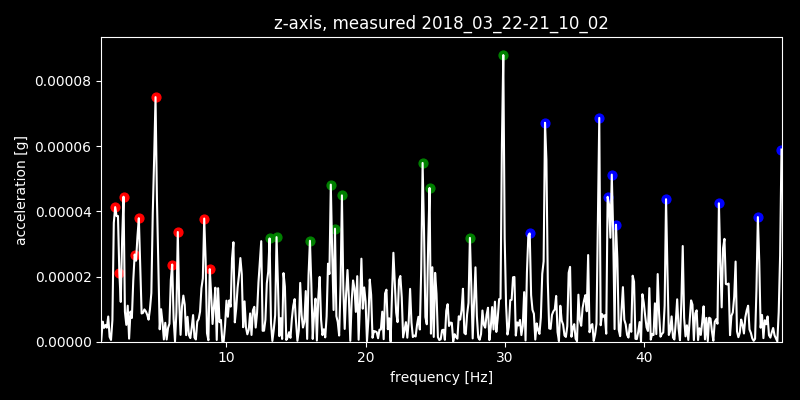 z-axis, measured 2018_03_22-21_10_02
acceleration [g]
0.00008
0.00006
0.00004
0.00002
0.00000
10 20 30 40
frequency [Hz]